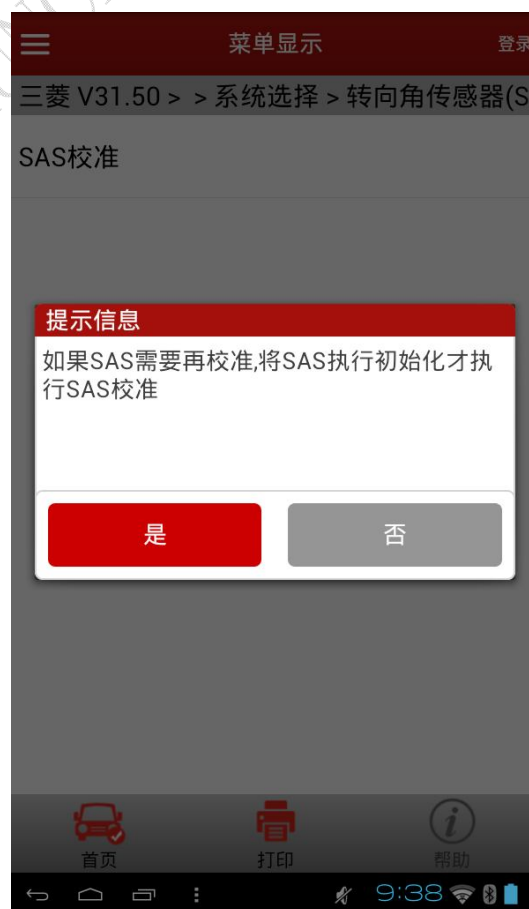 菜单显示
登录
三菱 V31.50 > > 系统选择 > 转向角传感器(S
SAS校准
提示信息
如果SAS需要再校准,将SAS执行初始化才执
行SAS校准
是
否
首页
打印
帮助
9:38